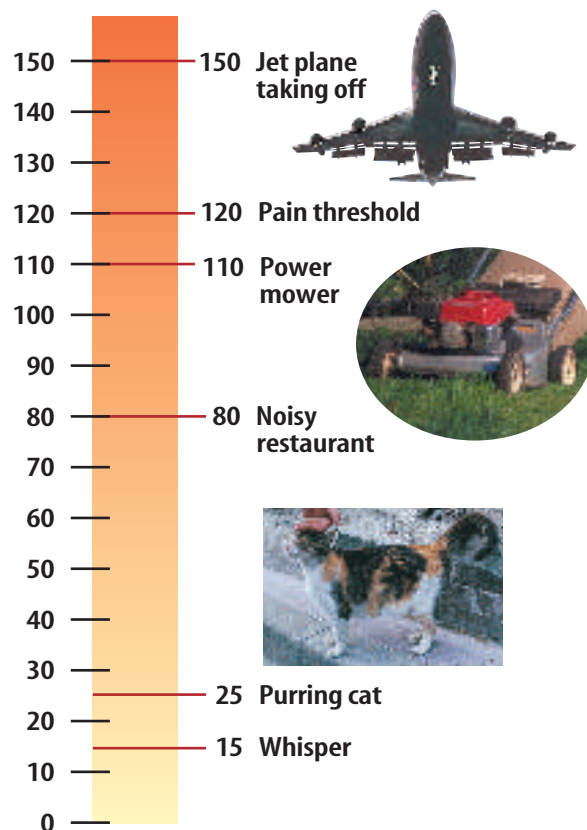 150
150 Jet plane
taking off
140
130
120
120 Pain threshold
110
110 Power
mower
100
90
80
80 Noisy
restaurant
70
60
50
40
30
25 Purring cat
20
15 Whisper
10
0